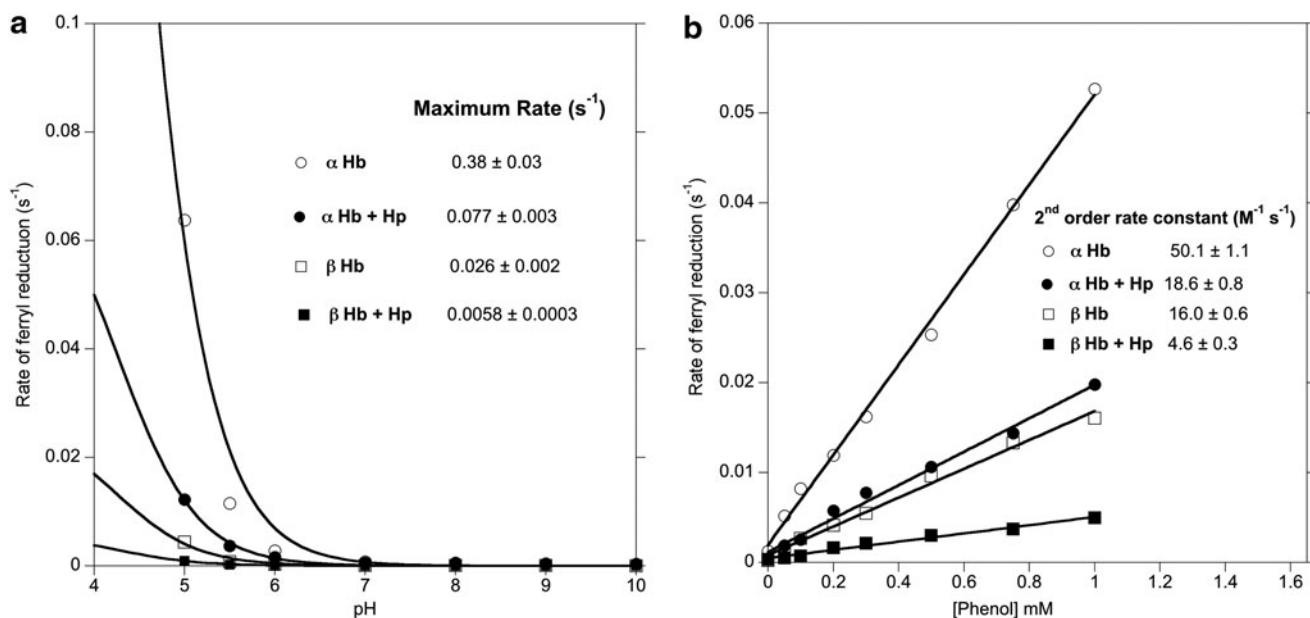 a
Rate of ferryl reductuon (s-1)
0.1
0.08
0.06
0.04
0.02
0
4 5 6 7 8 9 10
pH
Maximum Rate (s-1)
α Hb 0.38 ± 0.03
α Hb + Hp 0.077 ± 0.003
β Hb 0.026 ± 0.002
β Hb + Hp 0.0058 ± 0.0003
b
Rate of ferryl reduction (s-1)
0.06
0.05
0.04
0.03
0.02
0.01
0
0 0.2 0.4 0.6 0.8 1 1.2 1.4 1.6
[Phenol] mM
2nd order rate constant (M-1 s-1)
α Hb 50.1 ± 1.1
α Hb + Hp 18.6 ± 0.8
β Hb 16.0 ± 0.6
β Hb + Hp 4.6 ± 0.3